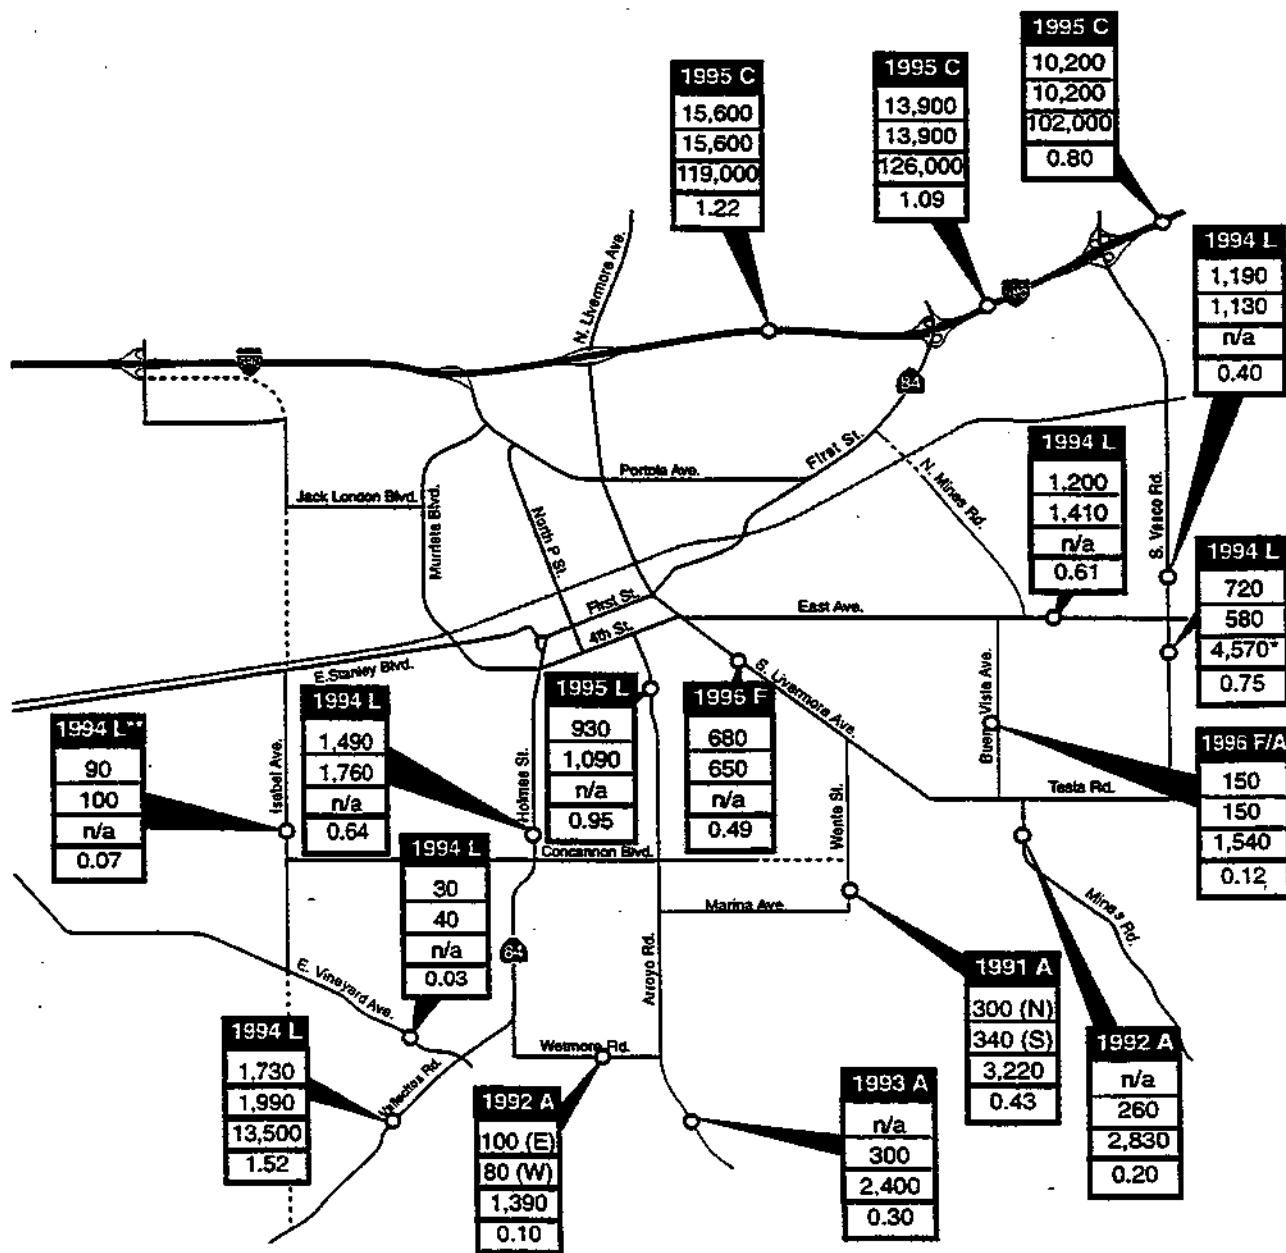 1995 C
10,200
10,200
102,000
0.80
1995 C
15,600
15,600
119,000
1.22
1995 C
13,900
13,900
126,000
1.09
1994 L
1,190
1,130
n/a
0.40
N. Livermore Ave.
84
First St.
Portola Ave.
N. Mines Rd.
1994 L
1,200
1,410
n/a
0.61
S. Vasco Rd.
Jack London Blvd.
Murrieta Blvd.
North P St.
1994 L
720
580
4,570*
0.75
First St.
4th St.
East Ave.
E. Stanley Blvd.
S. Livermore Ave.
Buena Vista Ave.
1994 L**
90
100
n/a
0.07
Isabel Ave.
1994 L
1,490
1,760
n/a
0.64
Holmes St.
1995 L
930
1,090
n/a
0.95
1996 F
680
650
n/a
0.49
1996 F/A
150
150
1,540
0.12
Wente St.
Tesla Rd.
Concannon Blvd.
1994 L
30
40
n/a
0.03
Marina Ave.
Mines Rd.
E. Vineyard Ave.
84
Arroyo Rd.
1991 A
300 (N)
340 (S)
3,220
0.43
1994 L
1,730
1,990
13,500
1.52
Vallecitos Rd.
Wetmore Rd.
1992 A
100 (E)
80 (W)
1,390
0.10
1993 A
n/a
300
2,400
0.30
1992 A
n/a
260
2,830
0.20